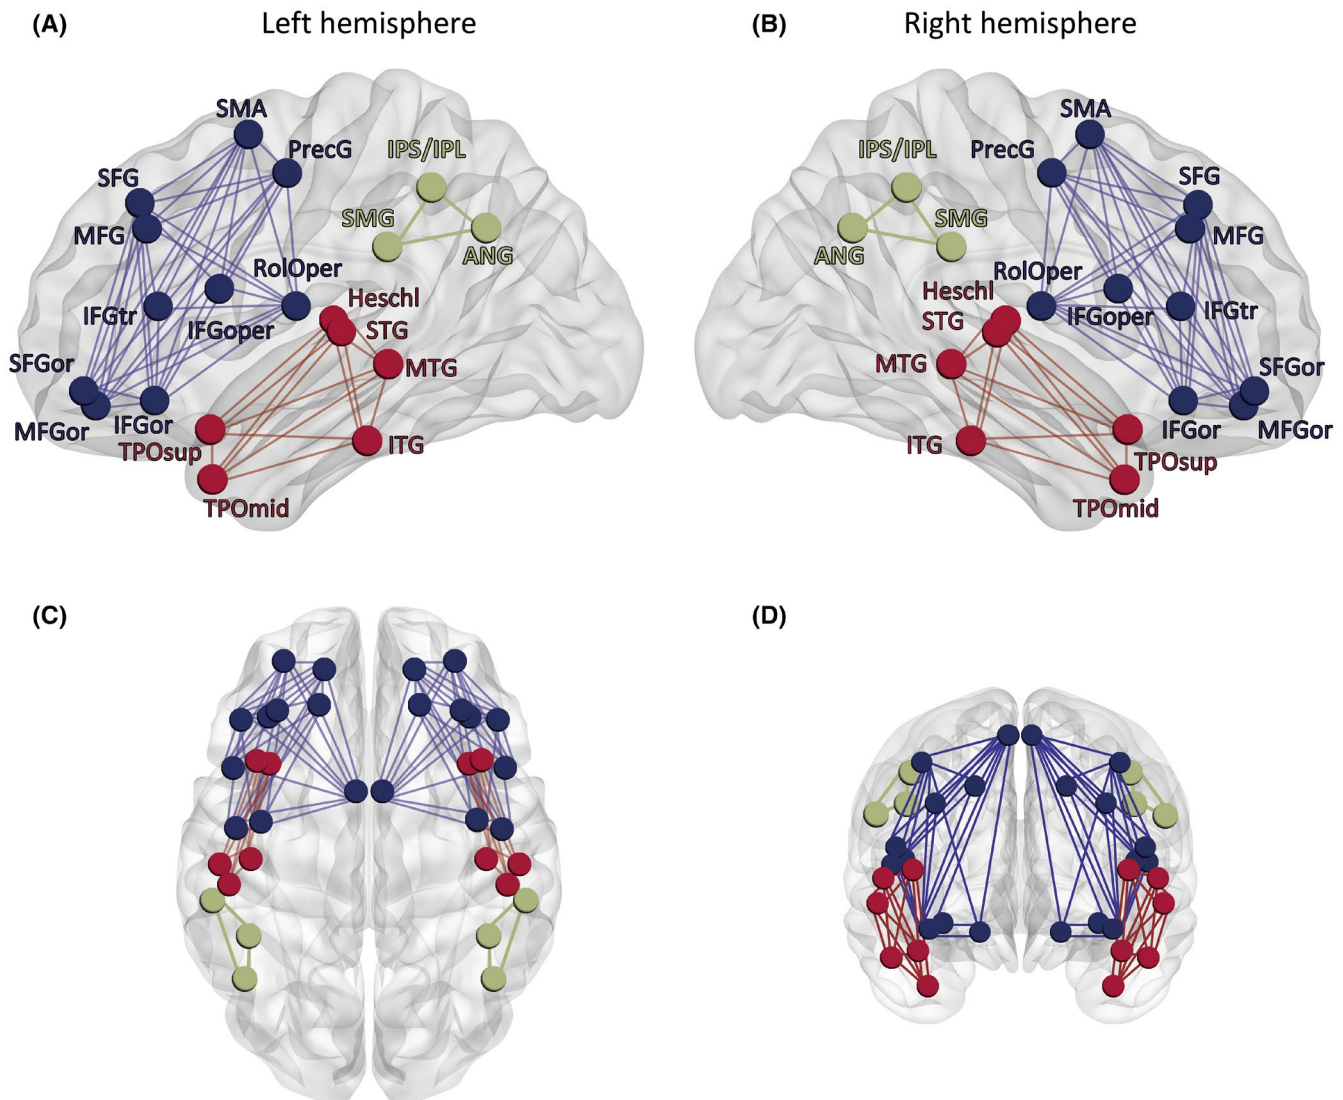 (A) Left hemisphere
(B) Right hemisphere
SMA
PrecG
IPS/IPL
SFG
SMG
MFG
ANG
RolOper
Heschl
IFGtr
IFGoper
STG
SFGor
MTG
MFGor
IFGor
TPOsup
ITG
TPOmid
SMA
PrecG
IPS/IPL
SFG
SMG
MFG
ANG
RolOper
Heschl
IFGoper
IFGtr
STG
MTG
SFGor
ITG
IFGor
MFGor
TPOsup
TPOmid
(C)
(D)